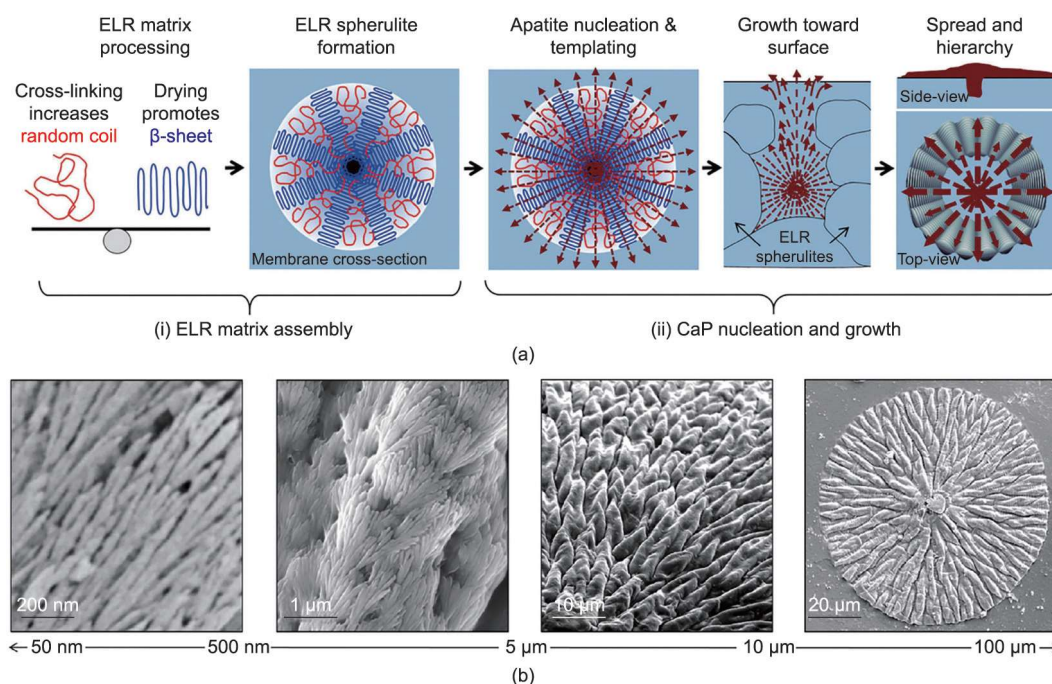 ELR matrix
processing
Cross-linking
increases
random coil
Drying
promotes
β-sheet
ELR spherulite
formation
Membrane cross-section
Apatite nucleation &
templating
Growth toward
surface
ELR
spherulites
Spread and
hierarchy
Side-view
Top-view
(i) ELR matrix assembly
(ii) CaP nucleation and growth
(a)
200 nm
1 μm
10 μm
20 μm
50 nm
500 nm
5 μm
10 μm
100 μm
(b)